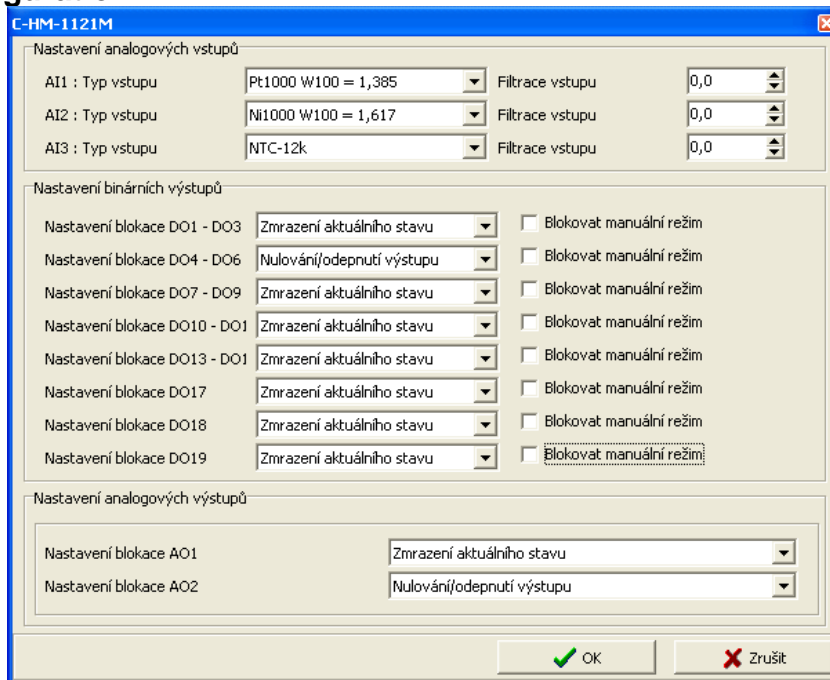 C-HM-1121M
Nastavení analogových vstupů
AI1 : Typ vstupu Pt1000 W100 = 1,385 Filtrace vstupu 0,0
AI2 : Typ vstupu Ni1000 W100 = 1,617 Filtrace vstupu 0,0
AI3 : Typ vstupu NTC-12k Filtrace vstupu 0,0
Nastavení binárních výstupů
Nastavení blokace DO1 - DO3 Zmrazení aktuálního stavu Blokovat manuální režim
Nastavení blokace DO4 - DO6 Nulování/odepnutí výstupu Blokovat manuální režim
Nastavení blokace DO7 - DO9 Zmrazení aktuálního stavu Blokovat manuální režim
Nastavení blokace DO10 - DO1 Zmrazení aktuálního stavu Blokovat manuální režim
Nastavení blokace DO13 - DO1 Zmrazení aktuálního stavu Blokovat manuální režim
Nastavení blokace DO17 Zmrazení aktuálního stavu Blokovat manuální režim
Nastavení blokace DO18 Zmrazení aktuálního stavu Blokovat manuální režim
Nastavení blokace DO19 Zmrazení aktuálního stavu Blokovat manuální režim
Nastavení analogových výstupů
Nastavení blokace AO1 Zmrazení aktuálního stavu
Nastavení blokace AO2 Nulování/odepnutí výstupu
OK Zrušit